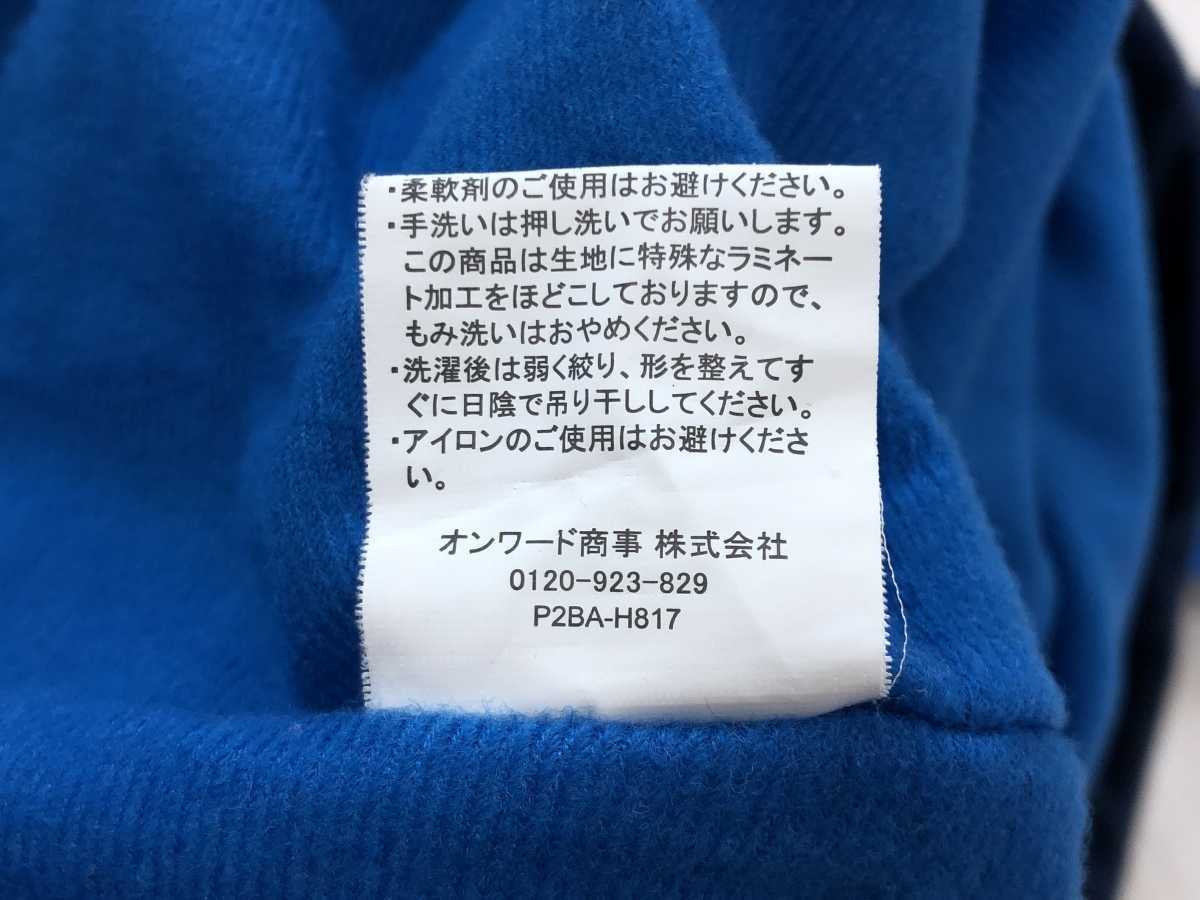 ・柔軟剤のご使用はお避けください。
・手洗いは押し洗いでお願いします。
この商品は生地に特殊なラミネー
ト加工をほどこしておりますので、
もみ洗いはおやめください。
・洗濯後は弱く絞り、形を整えてす
ぐに日陰で吊り干ししてください。
・アイロンのご使用はお避けくださ
い。
オンワード商事 株式会社
0120-923-829
P2BA-H817